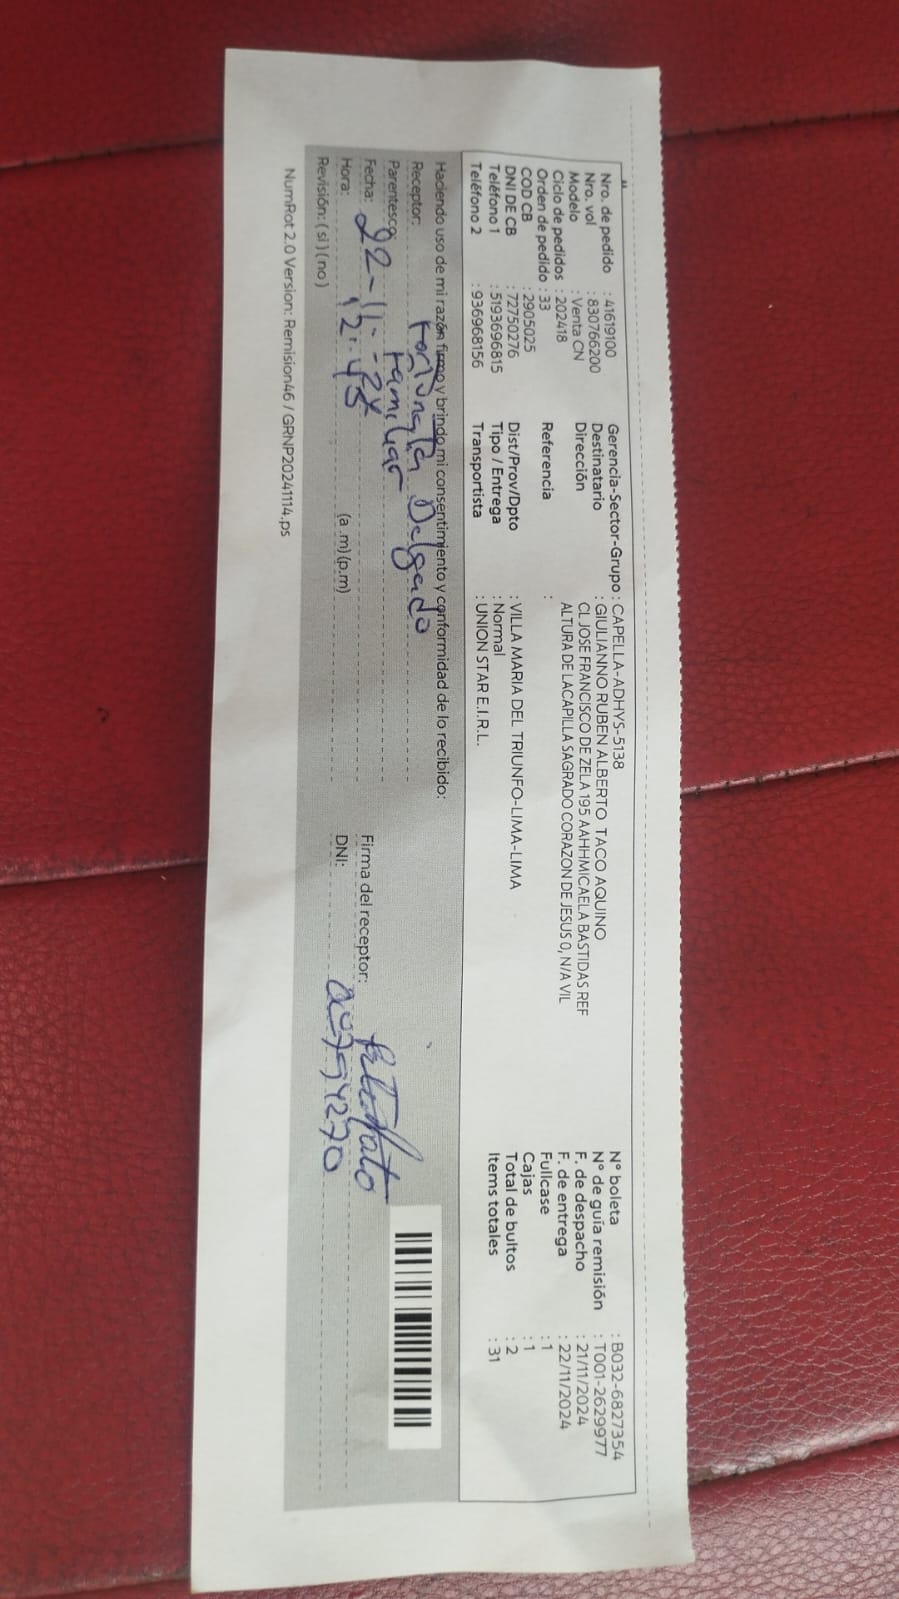 Nro. de pedido : 41619100
Nro. vol : 830766200
Modelo : Venta CN
Ciclo de pedidos : 202418
Orden de pedido : 33
COD CB : 2905025
DNI DE CB : 72750276
Teléfono 1 : 5193696815
Teléfono 2 : 936968156
Gerencia-Sector-Grupo : CAPELLA-ADHYS-5138
Destinatario : GIULIANNO RUBEN ALBERTO TACO AQUINO
Dirección CL JOSE FRANCISCO DE ZELA 195 AAHHMICAELA BASTIDAS REF
ALTURA DE LACAPILLA SAGRADO CORAZON DE JESUS 0, N/A VIL
Referencia :
Dist/Prov/Dpto : VILLA MARIA DEL TRIUNFO-LIMA-LIMA
Tipo / Entrega : Normal
Transportista : UNION STAR E.I.R.L.
N° boleta : B032-6827354
N° de guía remisión : T001-2629977
F. de despacho : 21/11/2024
F. de entrega : 22/11/2024
Fullcase : 1
Cajas : 1
Total de bultos : 2
Items totales : 31
Haciendo uso de mi razón firmo y brindo mi consentimiento y conformidad de lo recibido:
Receptor: Fortunata Delgado
Parentesco: Familiar
Fecha: 22-11-24
Hora: 12:45 (a .m) (p.m)
Revisión: ( si ) ( no )
Firma del receptor:
DNI:
NumRot 2.0 Version: Remision46 / GRNP20241114.ps